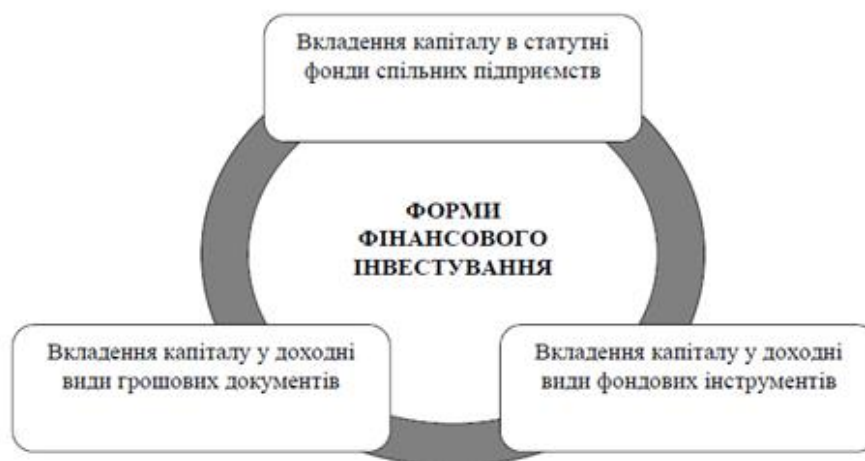 Вкладення капіталу в статутні
фонди спільних підприємств
ФОРМИ
ФІНАНСОВОГО
ІНВЕСТУВАННЯ
Вкладення капіталу у доходні
види грошових документів
Вкладення капіталу у доходні
види фондових інструментів